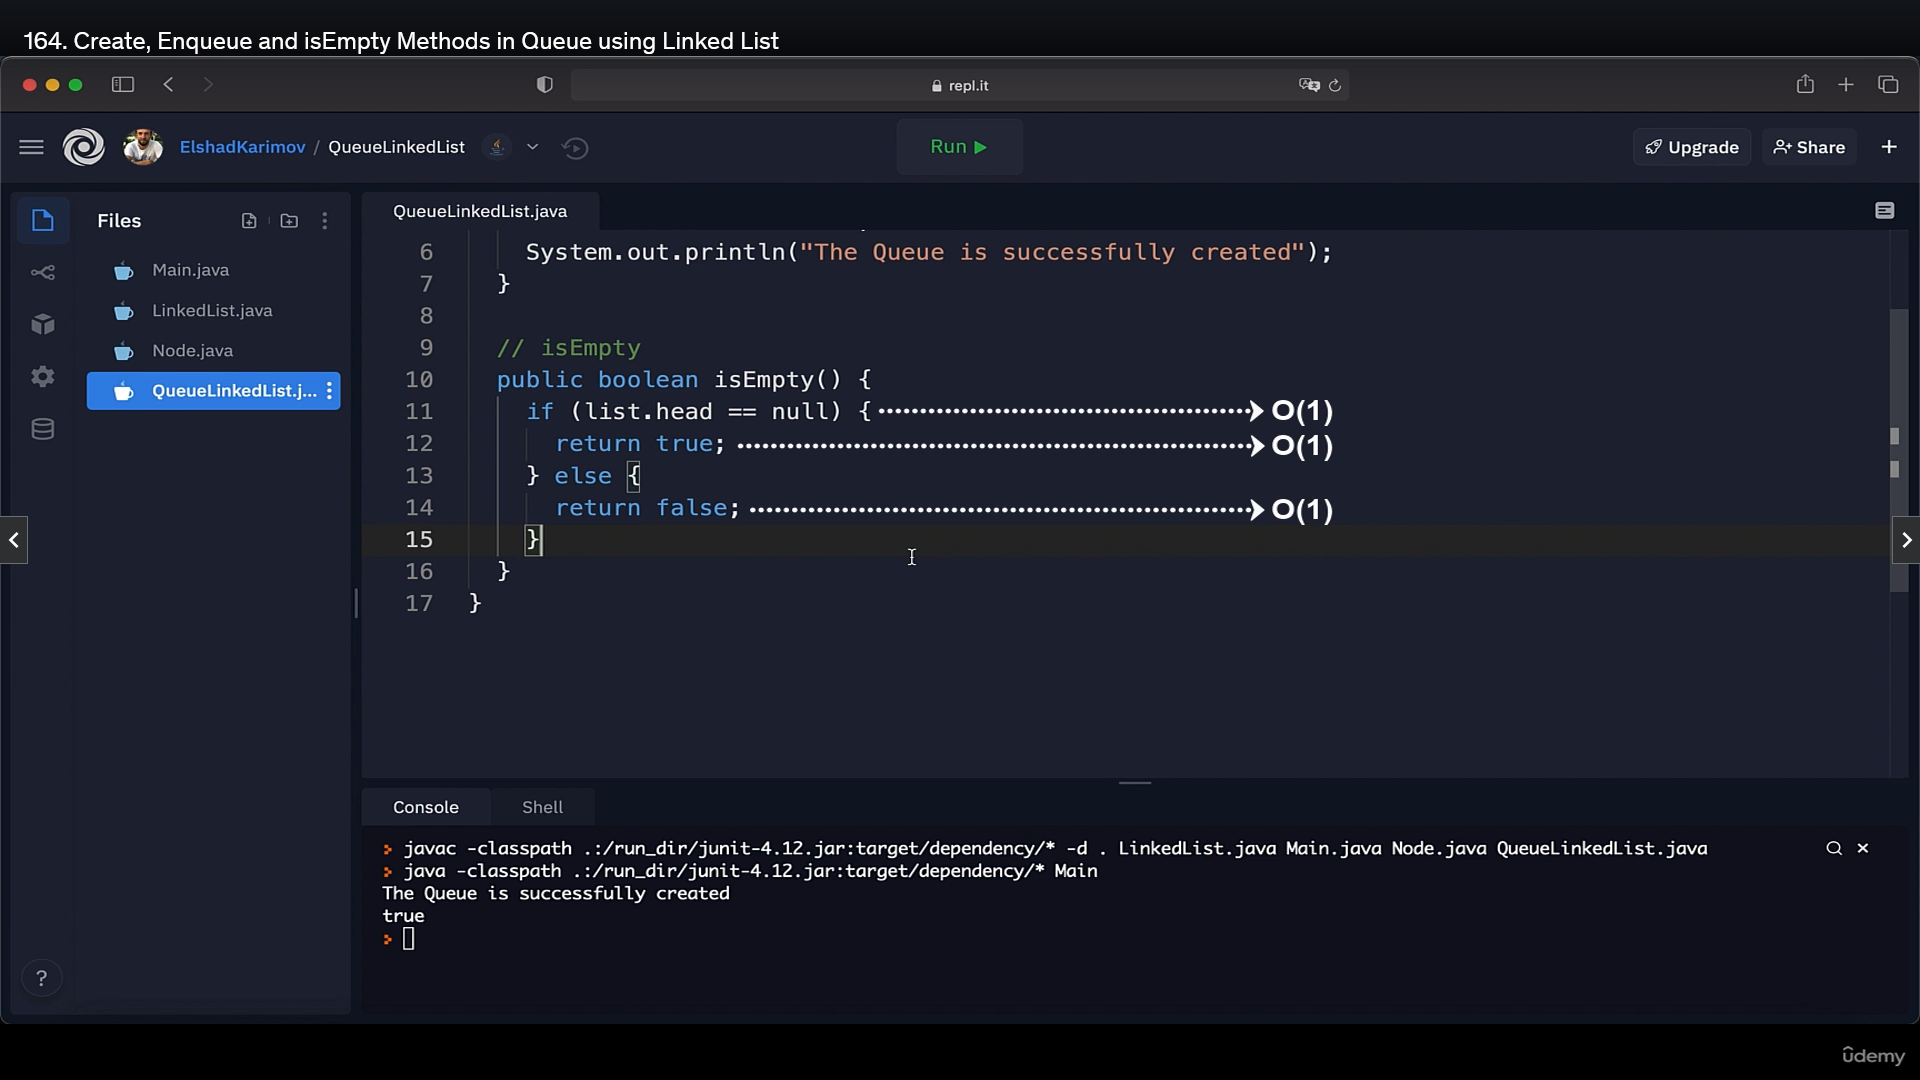 164. Create, Enqueue and isEmpty Methods in Queue using Linked List
repl.it
ElshadKarimov / QueueLinkedList
Run
Upgrade
Share
Files
Main.java
LinkedList.java
Node.java
QueueLinkedList.j...
QueueLinkedList.java
6 System.out.println("The Queue is successfully created");
7 }
8
9 // isEmpty
10 public boolean isEmpty() {
11 if (list.head == null) { O(1)
12 return true; O(1)
13 } else {
14 return false; O(1)
15 }
16 }
17 }
Console Shell
> javac -classpath .:/run_dir/junit-4.12.jar:target/dependency/* -d . LinkedList.java Main.java Node.java QueueLinkedList.java
> java -classpath .:/run_dir/junit-4.12.jar:target/dependency/* Main
The Queue is successfully created
true
>
?
ûdemy